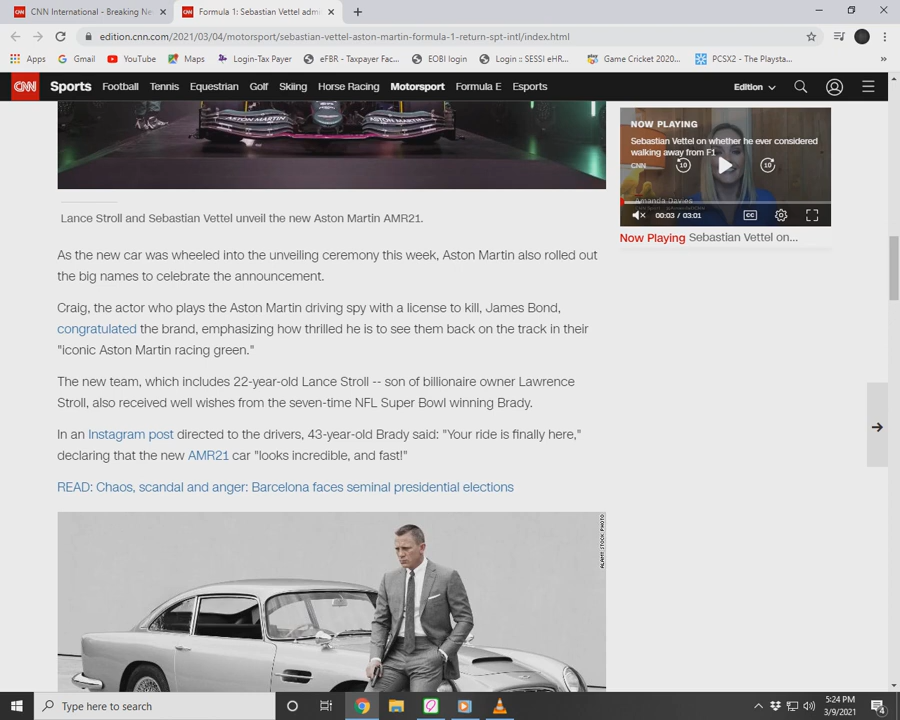 CNN International - Breaking Ne
Formula 1: Sebastian Vettel adm
edition.cnn.com/2021/03/04/motorsport/sebastian-vettel-aston-martin-formula-1-return-spt-intl/index.html
Apps Gmail YouTube Maps Login-Tax Payer eFBR - Taxpayer Fac... EOBI login Login :: SESSI eHR... Game Cricket 2020... PCSX2 - The Playsta...
CNN Sports Football Tennis Equestrian Golf Skiing Horse Racing Motorsport Formula E Esports Edition
ASTON MARTIN ASTON MARTIN
NOW PLAYING
Sebastian Vettel on whether he ever considered
walking away from F1
CNN 10 10
Amanda Davies
00:03 / 03:01 CC
Now Playing Sebastian Vettel on...
Lance Stroll and Sebastian Vettel unveil the new Aston Martin AMR21.
As the new car was wheeled into the unveiling ceremony this week, Aston Martin also rolled out
the big names to celebrate the announcement.
Craig, the actor who plays the Aston Martin driving spy with a license to kill, James Bond,
congratulated the brand, emphasizing how thrilled he is to see them back on the track in their
"iconic Aston Martin racing green."
The new team, which includes 22-year-old Lance Stroll -- son of billionaire owner Lawrence
Stroll, also received well wishes from the seven-time NFL Super Bowl winning Brady.
In an Instagram post directed to the drivers, 43-year-old Brady said: "Your ride is finally here,"
declaring that the new AMR21 car "looks incredible, and fast!"
READ: Chaos, scandal and anger: Barcelona faces seminal presidential elections
ALAMY STOCK PHOTO
Type here to search
5:24 PM
3/9/2021
4